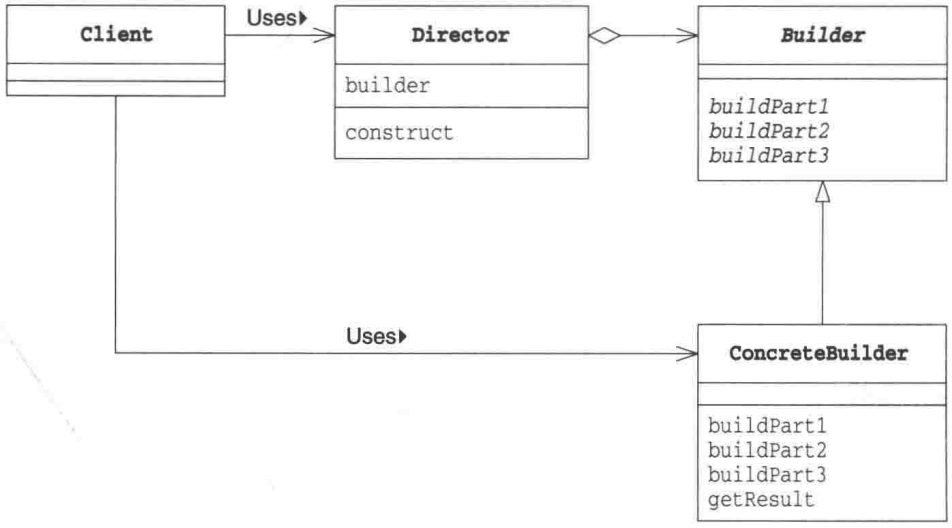 Client
Uses
Director
builder
construct
Builder
buildPart1
buildPart2
buildPart3
Uses
ConcreteBuilder
buildPart1
buildPart2
buildPart3
getResult